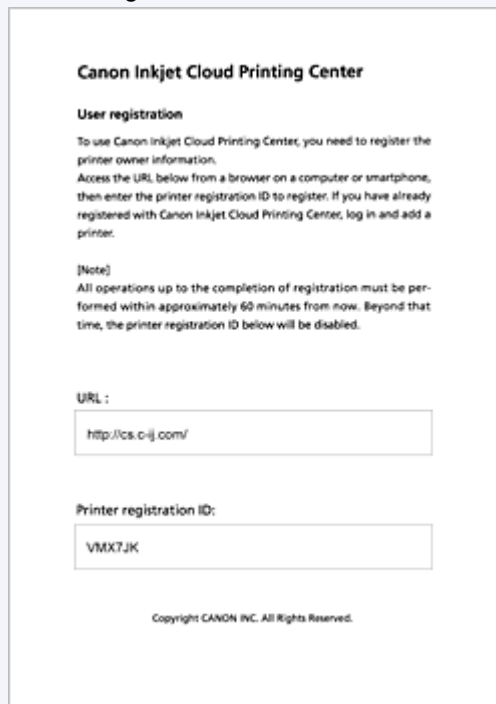 Canon Inkjet Cloud Printing Center
User registration
To use Canon Inkjet Cloud Printing Center, you need to register the
printer owner information.
Access the URL below from a browser on a computer or smartphone,
then enter the printer registration ID to register. If you have already
registered with Canon Inkjet Cloud Printing Center, log in and add a
printer.
[Note]
All operations up to the completion of registration must be per-
formed within approximately 60 minutes from now. Beyond that
time, the printer registration ID below will be disabled.
URL :
http://cs.c-ij.com/
Printer registration ID:
VMX7JK
Copyright CANON INC. All Rights Reserved.